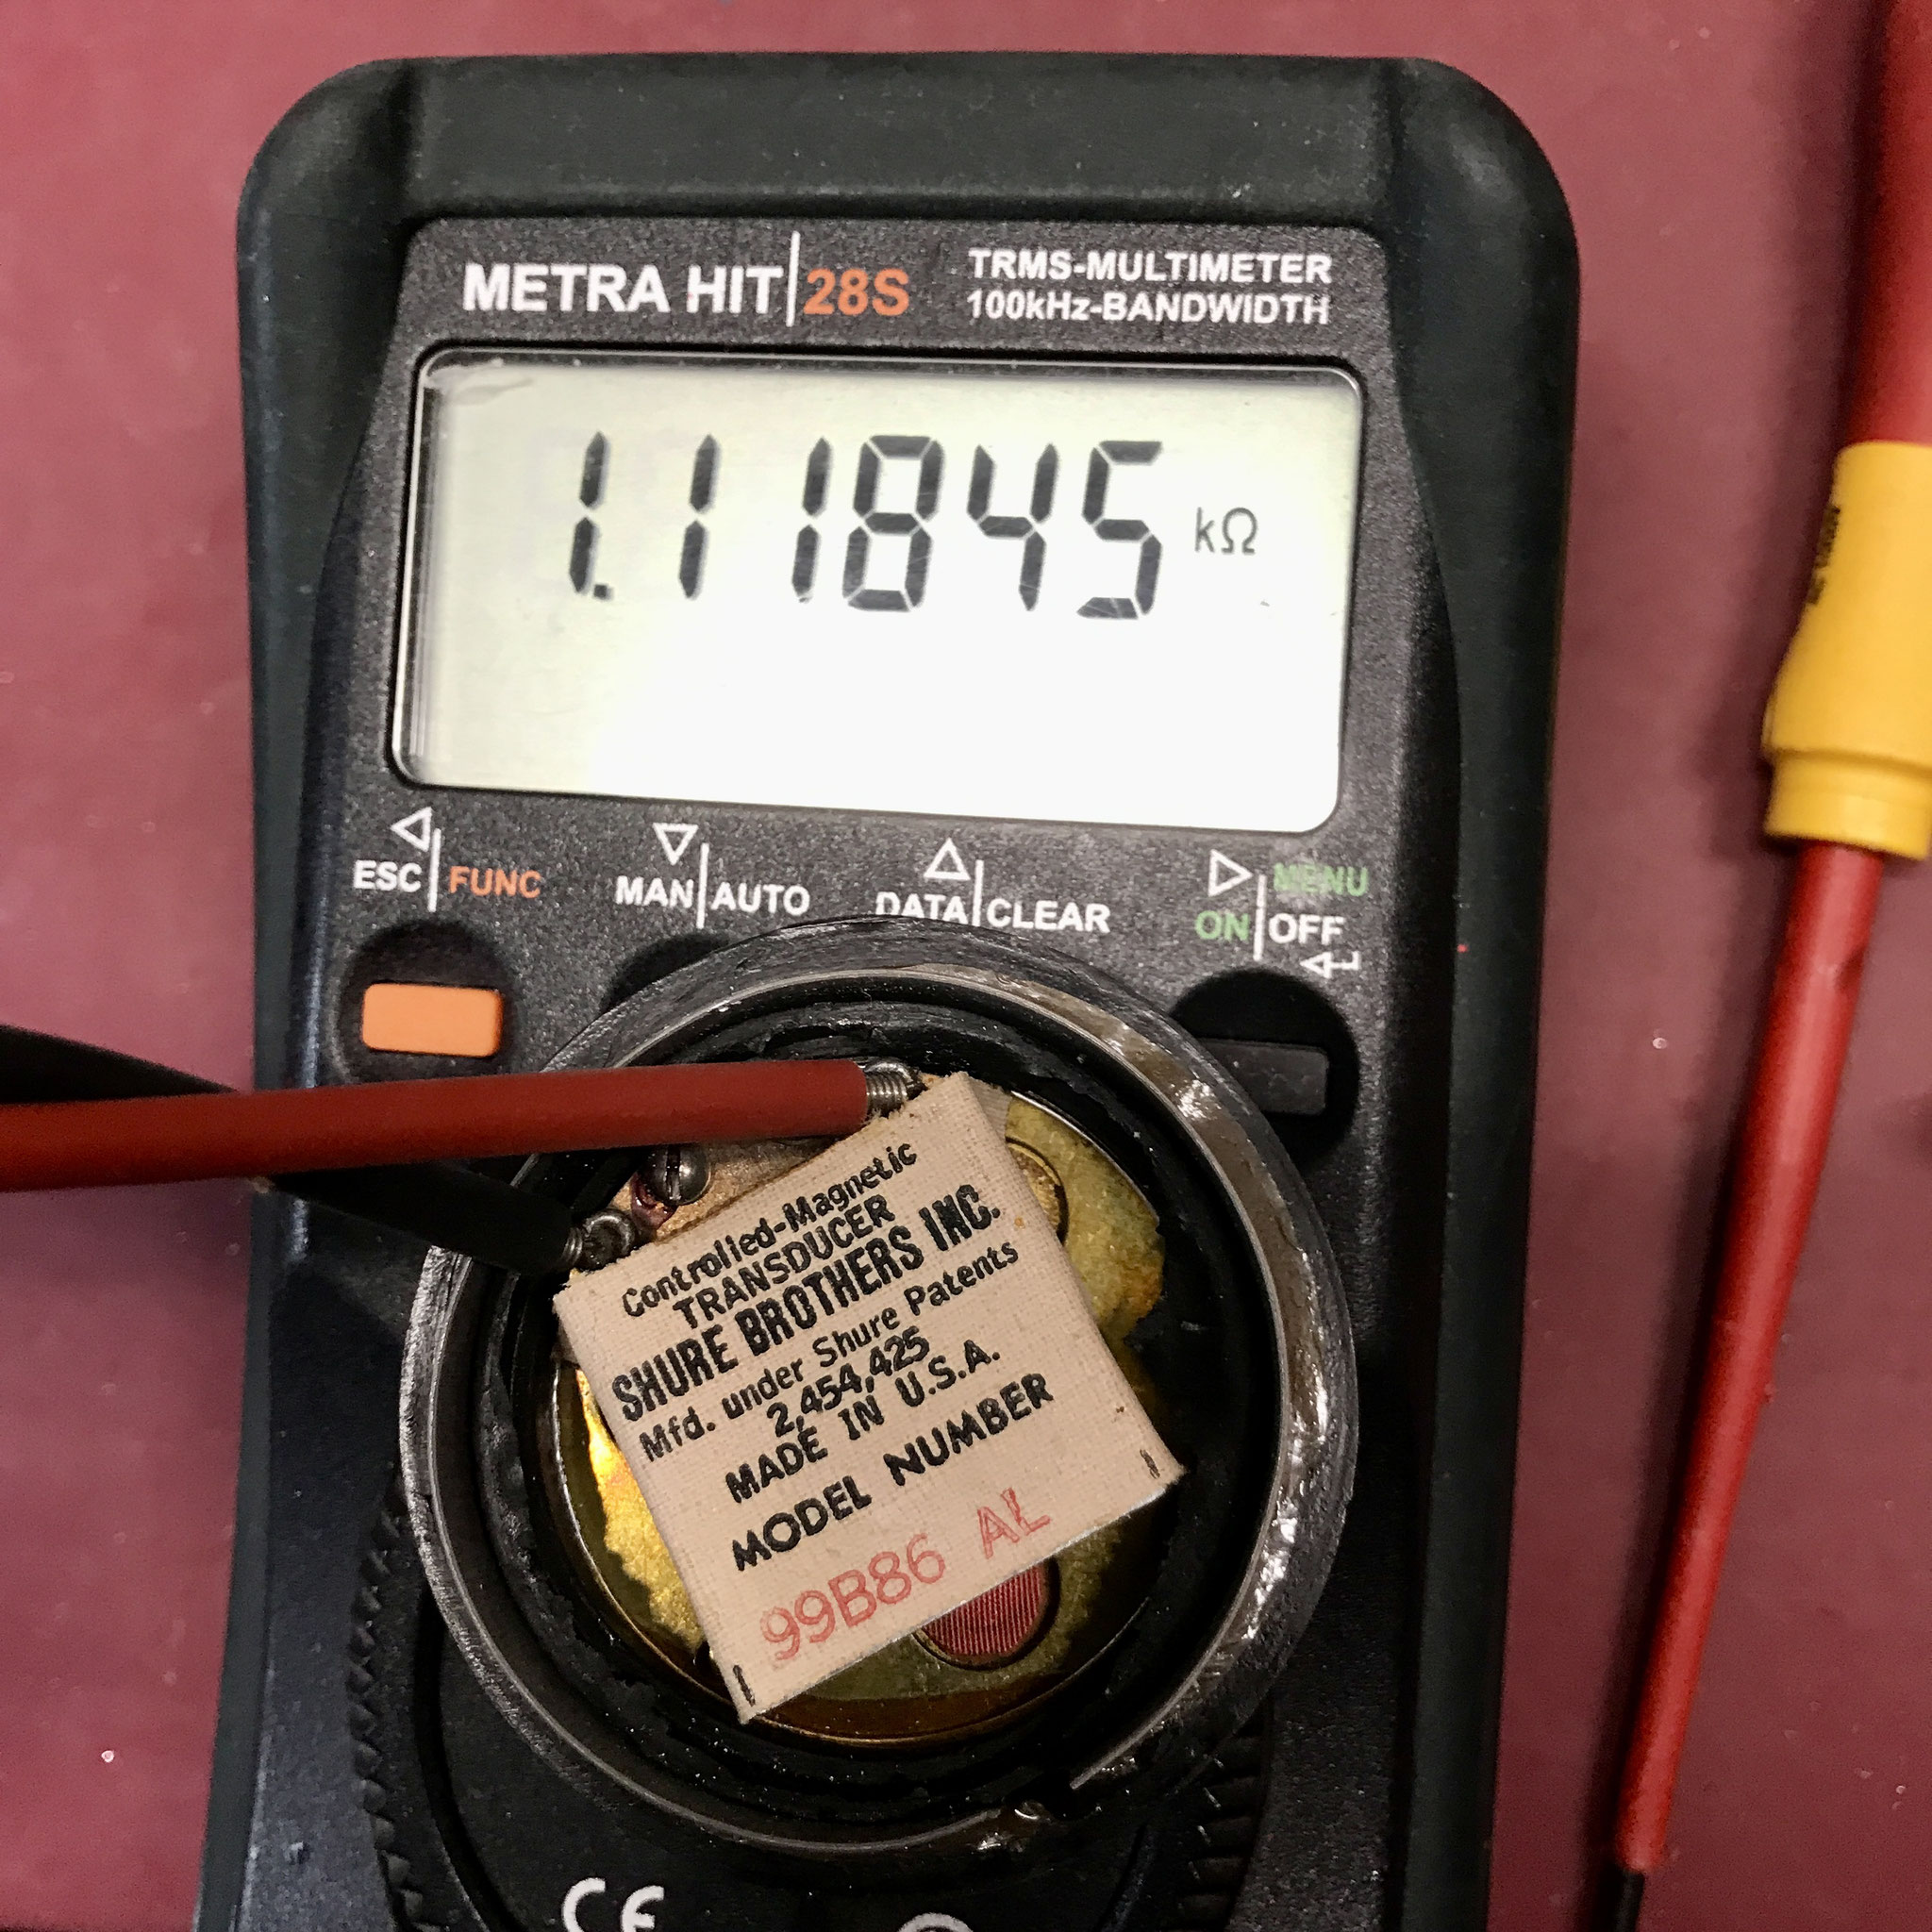 METRA HIT 28S
TRMS-MULTIMETER
100kHz-BANDWIDTH
1.11845 kΩ
ESC FUNC
MAN AUTO
DATA CLEAR
MENU
ON OFF
Controlled-Magnetic
TRANSDUCER
SHURE BROTHERS INC.
Mfd. under Shure Patents
2,454,425
MADE IN U.S.A.
MODEL NUMBER
99B86 AL
CE